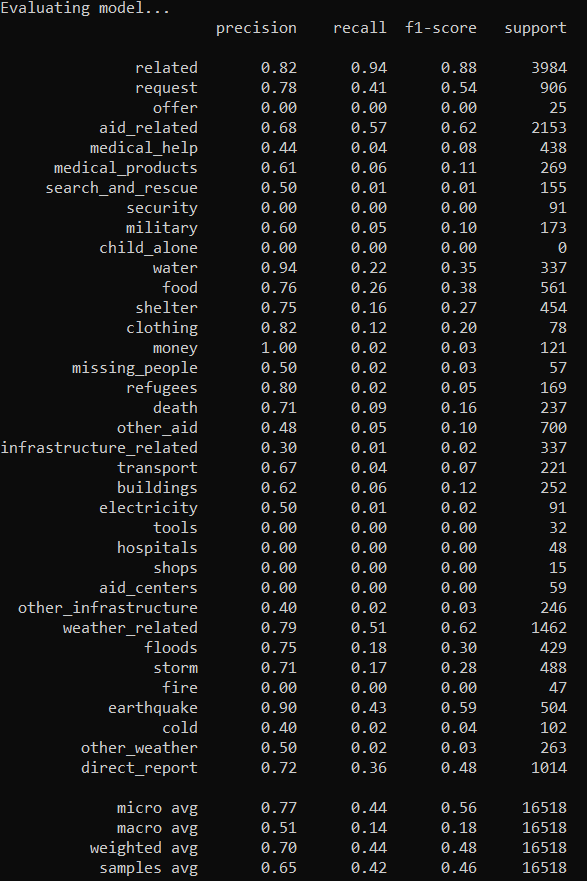 Evaluating model...
precision recall f1-score support
related 0.82 0.94 0.88 3984
request 0.78 0.41 0.54 906
offer 0.00 0.00 0.00 25
aid_related 0.68 0.57 0.62 2153
medical_help 0.44 0.04 0.08 438
medical_products 0.61 0.06 0.11 269
search_and_rescue 0.50 0.01 0.01 155
security 0.00 0.00 0.00 91
military 0.60 0.05 0.10 173
child_alone 0.00 0.00 0.00 0
water 0.94 0.22 0.35 337
food 0.76 0.26 0.38 561
shelter 0.75 0.16 0.27 454
clothing 0.82 0.12 0.20 78
money 1.00 0.02 0.03 121
missing_people 0.50 0.02 0.03 57
refugees 0.80 0.02 0.05 169
death 0.71 0.09 0.16 237
other_aid 0.48 0.05 0.10 700
infrastructure_related 0.30 0.01 0.02 337
transport 0.67 0.04 0.07 221
buildings 0.62 0.06 0.12 252
electricity 0.50 0.01 0.02 91
tools 0.00 0.00 0.00 32
hospitals 0.00 0.00 0.00 48
shops 0.00 0.00 0.00 15
aid_centers 0.00 0.00 0.00 59
other_infrastructure 0.40 0.02 0.03 246
weather_related 0.79 0.51 0.62 1462
floods 0.75 0.18 0.30 429
storm 0.71 0.17 0.28 488
fire 0.00 0.00 0.00 47
earthquake 0.90 0.43 0.59 504
cold 0.40 0.02 0.04 102
other_weather 0.50 0.02 0.03 263
direct_report 0.72 0.36 0.48 1014
micro avg 0.77 0.44 0.56 16518
macro avg 0.51 0.14 0.18 16518
weighted avg 0.70 0.44 0.48 16518
samples avg 0.65 0.42 0.46 16518